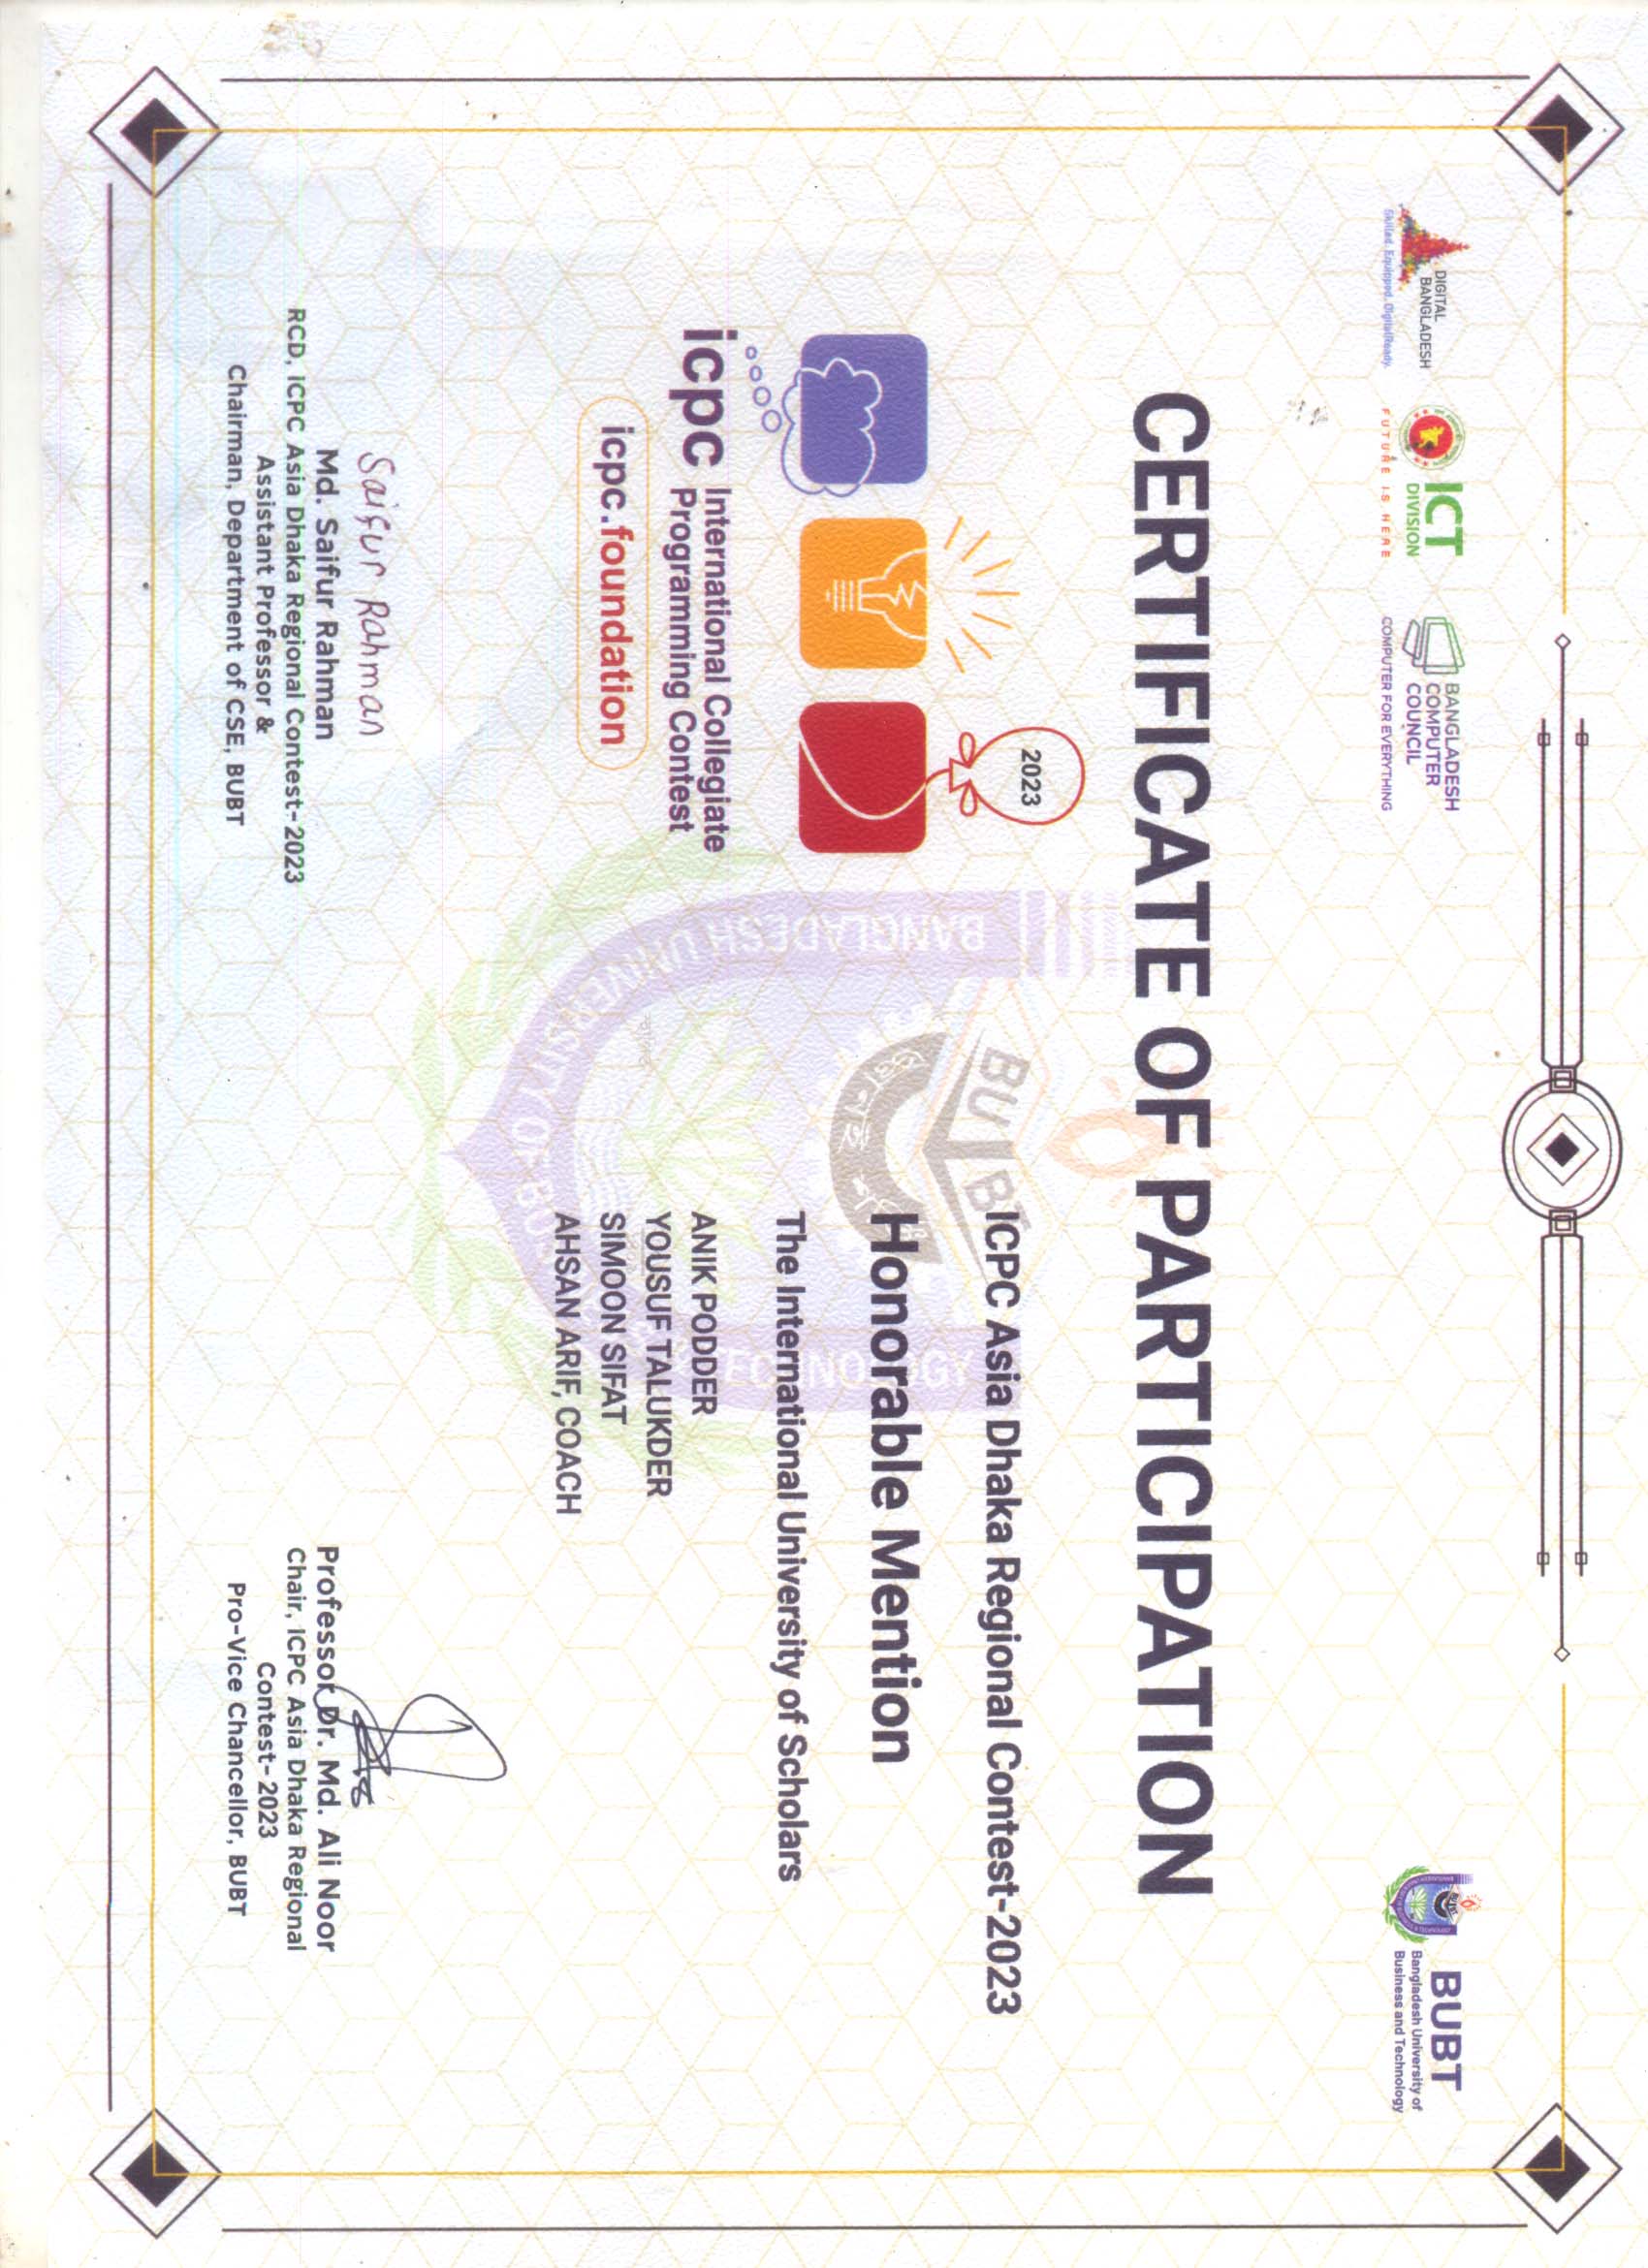 DIGITAL
BANGLADESH
Skilled. Equipped. DigitalReady.
ICT
DIVISION
FUTURE IS HERE
BANGLADESH
COMPUTER
COUNCIL
COMPUTER FOR EVERYTHING
BUBT
Bangladesh University of
Business and Technology
CERTIFICATE OF PARTICIPATION
2023
icpc International Collegiate
Programming Contest
icpc.foundation
BUBT
BANGLADESH UNIVERSITY OF
ICPC Asia Dhaka Regional Contest-2023
Honorable Mention
The International University of Scholars
ANIK PODDER
YOUSUF TALUKDER
SIMOON SIFAT
AHSAN ARIF, COACH
Saifur Rahman
Md. Saifur Rahman
RCD, ICPC Asia Dhaka Regional Contest-2023
Assistant Professor &
Chairman, Department of CSE, BUBT
Professor Dr. Md. Ali Noor
Chair, ICPC Asia Dhaka Regional
Contest-2023
Pro-Vice Chancellor, BUBT